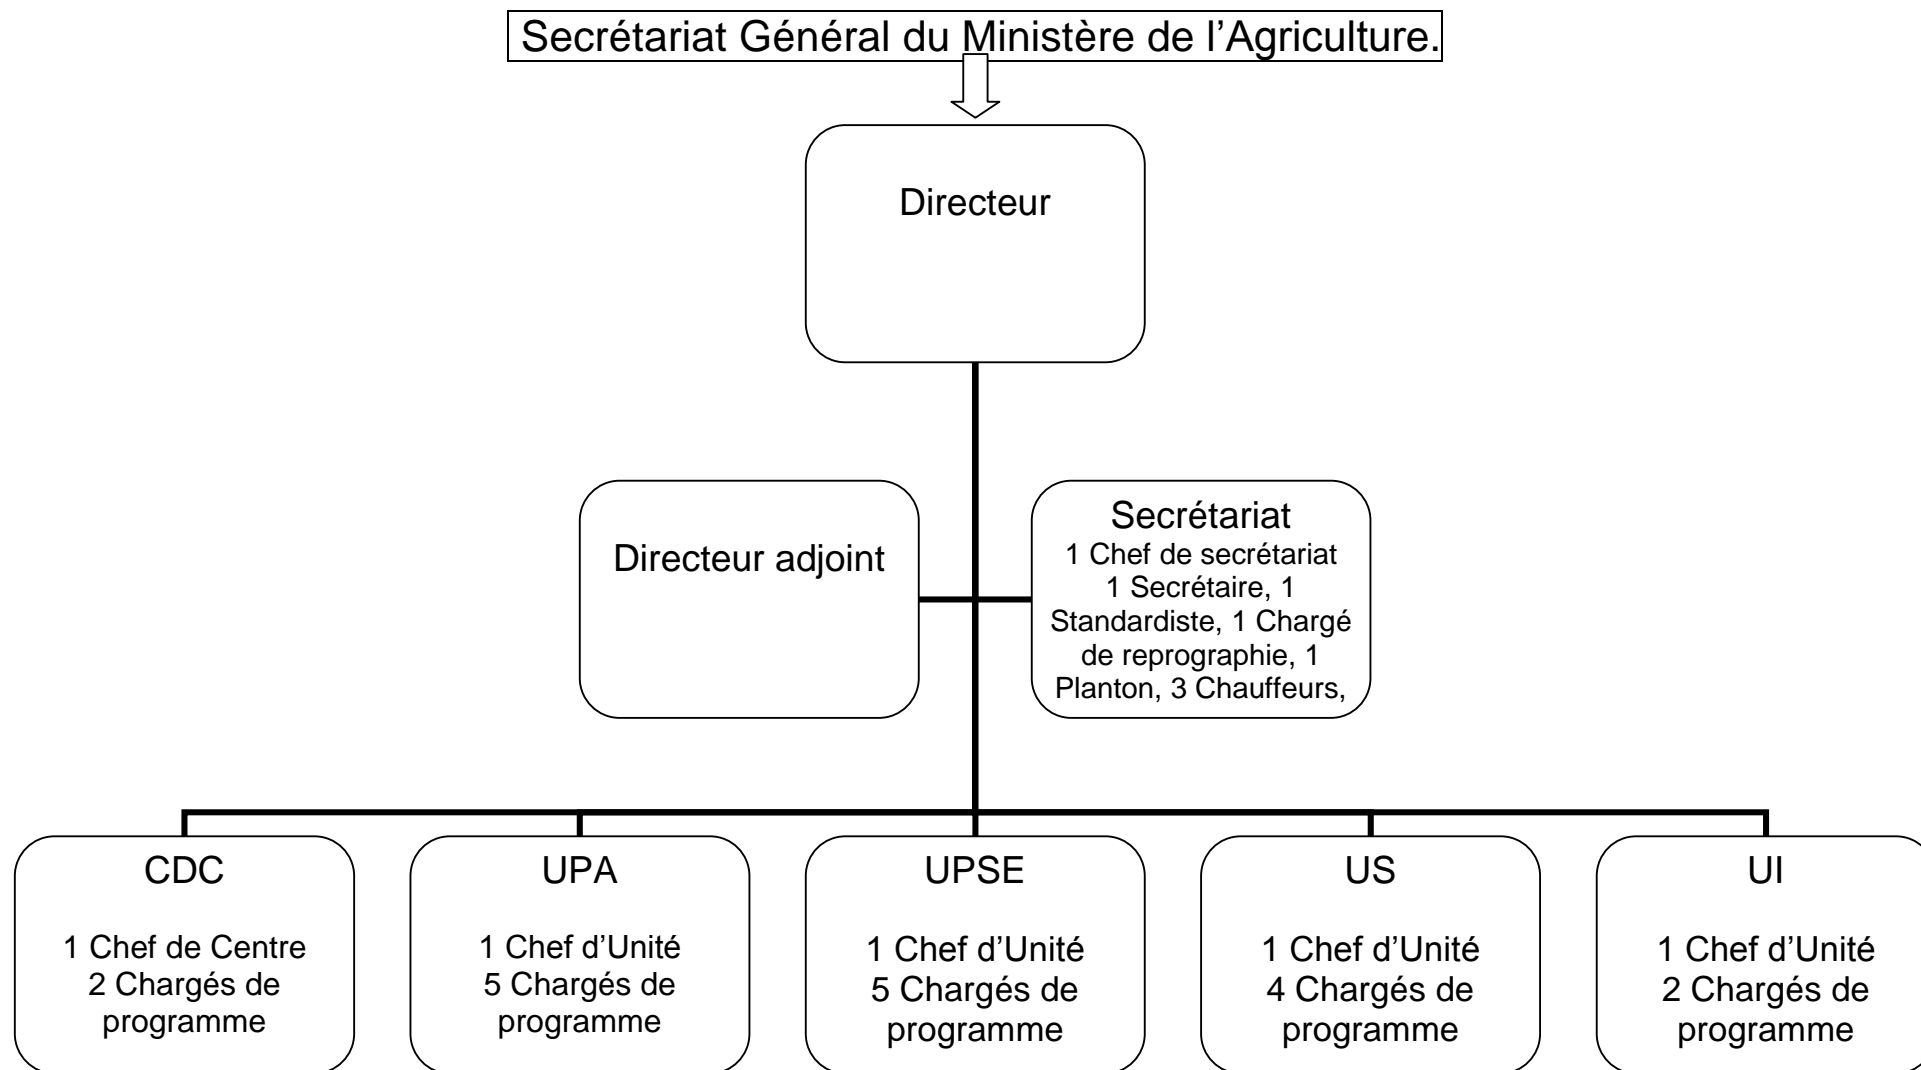 Secrétariat Général du Ministère de l’Agriculture.
Directeur
Directeur adjoint
Secrétariat
1 Chef de secrétariat
1 Secrétaire, 1
Standardiste, 1 Chargé
de reprographie, 1
Planton, 3 Chauffeurs,
CDC
1 Chef de Centre
2 Chargés de
programme
UPA
1 Chef d’Unité
5 Chargés de
programme
UPSE
1 Chef d’Unité
5 Chargés de
programme
US
1 Chef d’Unité
4 Chargés de
programme
UI
1 Chef d’Unité
2 Chargés de
programme